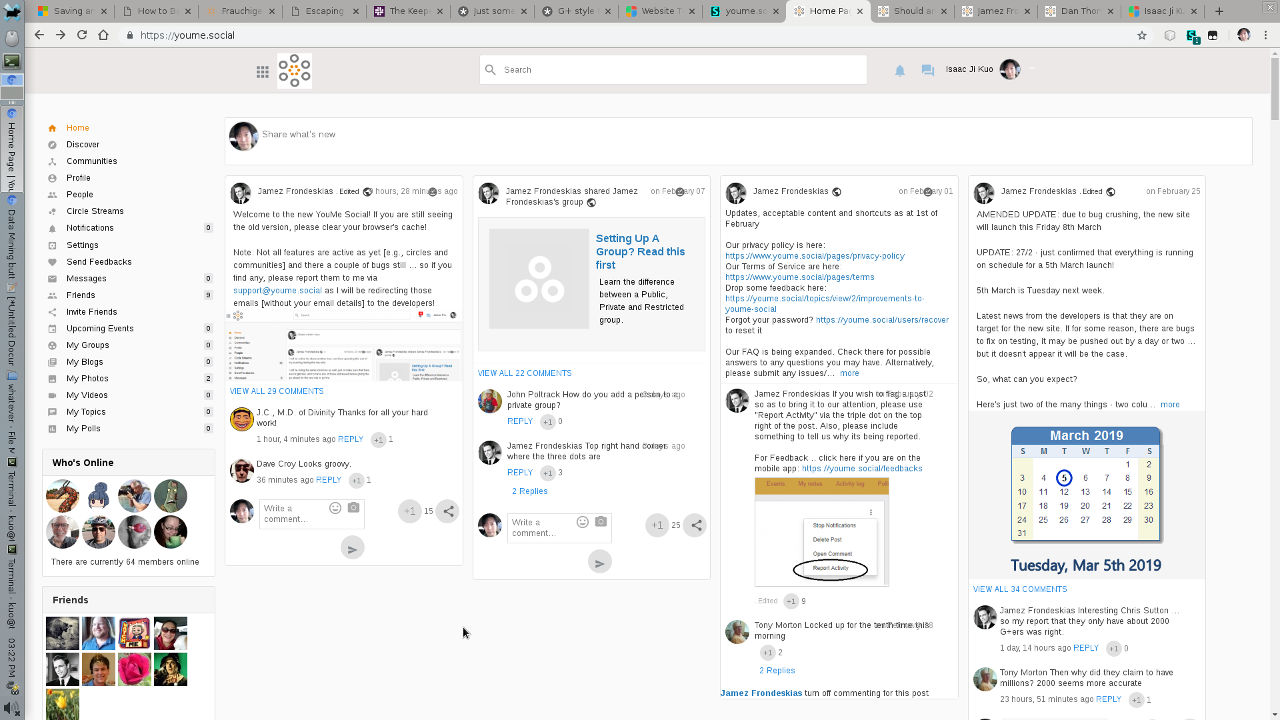 How to Bi
Dan
Espac
The Keep
Get some
G+ style
Website T
Someo
Home Pag
Should a
Jamez Fr
Dan Thor
Isaac Ji K
https://youme.social
Search
Isaac Ji Kuo
Home
Discover
Communities
Profile
People
Circle Streams
Notifications 0
Settings
Send Feedbacks
Messages 0
Friends 9
Invite Friends
Upcoming Events 0
My Groups 0
My Blogs 0
My Photos 2
My Videos 0
My Topics 0
My Polls 0
Who's Online
There are currently 64 members online
Friends
Share what's new
Jamez Frondeskias Edited hours, 28 minutes ago
Welcome to the new YouMe Social! If you are still seeing
the old version, please clear your browser's cache!
Note: Not all features are active as yet [e.g., circles and
communities] and there a couple of bugs still ... so if you
find any, please report them to me via
support@youme.social as I will be redirecting those
emails [without your email details] to the developers!
VIEW ALL 29 COMMENTS
J.C., M.D. of Divinity Thanks for all your hard
work!
1 hour, 4 minutes ago REPLY +1 1
Dave Croy Looks groovy.
36 minutes ago REPLY +1 1
Write a
comment...
+1 15
Jamez Frondeskias shared Jamez
Frondeskias's group
on February 07
Setting Up A
Group? Read this
first
Learn the difference
between a Public,
Private and Restricted
group.
VIEW ALL 22 COMMENTS
John Poltrack How do you add a person to a
private group?
REPLY +1 0
Jamez Frondeskias Top right hand corner
where the three dots are
REPLY +1 3
2 Replies
Write a
comment...
+1 25
Jamez Frondeskias on February 01
Updates, acceptable content and shortcuts as at 1st of
February
Our privacy policy is here:
https://www.youme.social/pages/privacy-policy
Our Terms of Service are here
https://www.youme.social/pages/terms
Drop some feedback here:
https://youme.social/topics/view/2/improvements-to-
youme-social
Forgot your password? https://youme.social/users/recover
to reset it
Our FAQ is being expanded. Check there for possible
answers to any questions you may have. Alternatively
please submit any issues/... more
Jamez Frondeskias If you wish to flag a post
so as to bring it to our attention, please use
"Report Activity" via the triple dot on the top
right of the post. Also, please include
something to tell us why its being reported.
For Feedback .. click here if you are on the
mobile app: https://youme.social/feedbacks
Events My notes Activity log Poll
Stop Notifications
Delete Post
Open Comment
Report Activity
Edited +1 9
Tony Morton Locked up for the tenth time this
morning
+1 2
2 Replies
Jamez Frondeskias turn off commenting for this post
Jamez Frondeskias ... Edited on February 25
AMENDED UPDATE: due to bug crushing, the new site
will launch this Friday 8th March
UPDATE: 27/2 - just confirmed that everything is running
on schedule for a 5th March launch!
5th March is Tuesday next week.
Latest news from the developers is that they are on
target for the new site. If for some reason, there are bugs
to fix on testing, it may be pushed out by a day or two ...
So, what can you expect?
Here's just two of the many things - two colu... more
March 2019
S M T W T F S
1 2
3 4 5 6 7 8 9
10 11 12 13 14 15 16
17 18 19 20 21 22 23
24 25 26 27 28 29 30
31
Tuesday, Mar 5th 2019
VIEW ALL 34 COMMENTS
Jamez Frondeskias Interesting Chris Sutton ...
so my report that they only have about 2000
G+ers was right.
1 day, 14 hours ago REPLY +1 0
Tony Morton Then why did they claim to have
millions? 2000 seems more accurate
23 hours, 51 minutes ago REPLY +1 1